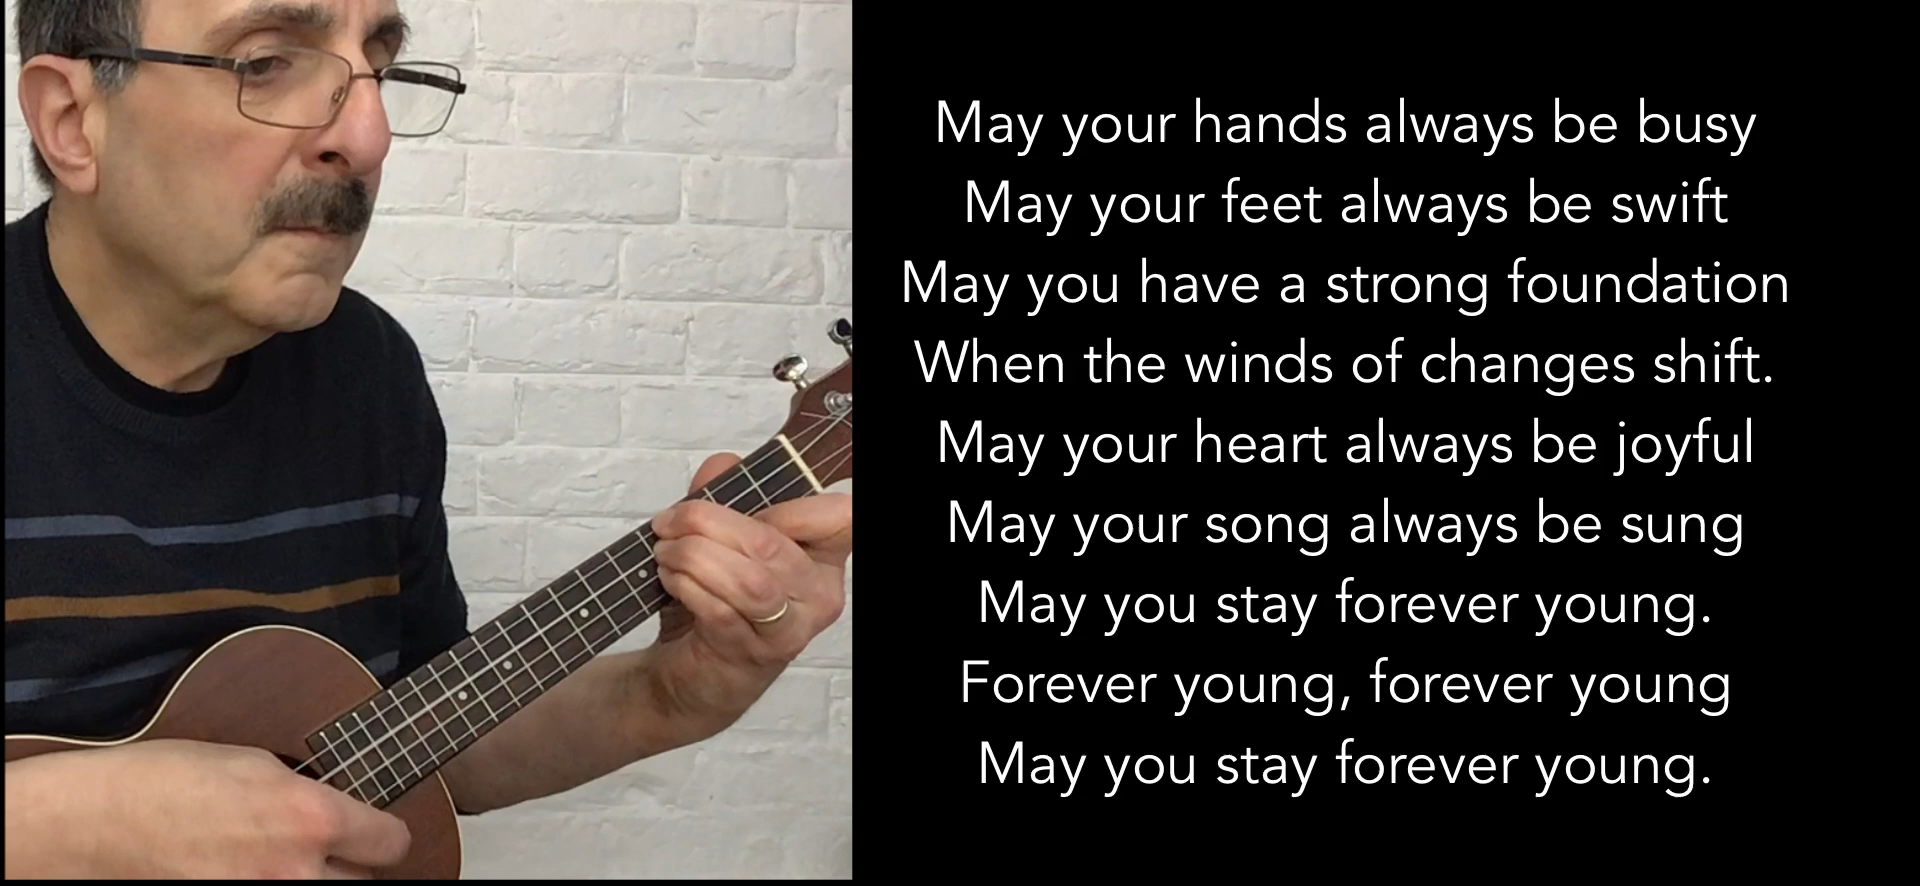 May your hands always be busy
May your feet always be swift
May you have a strong foundation
When the winds of changes shift.
May your heart always be joyful
May your song always be sung
May you stay forever young.
Forever young, forever young
May you stay forever young.